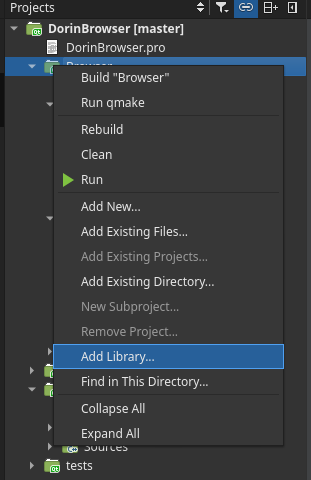 Projects
DorinBrowser [master]
DorinBrowser.pro
Browser
Build "Browser"
Run qmake
Rebuild
Clean
Run
Add New...
Add Existing Files...
Add Existing Projects...
Add Existing Directory...
New Subproject...
Remove Project...
Add Library...
Find in This Directory...
Collapse All
Expand All
Sources
tests